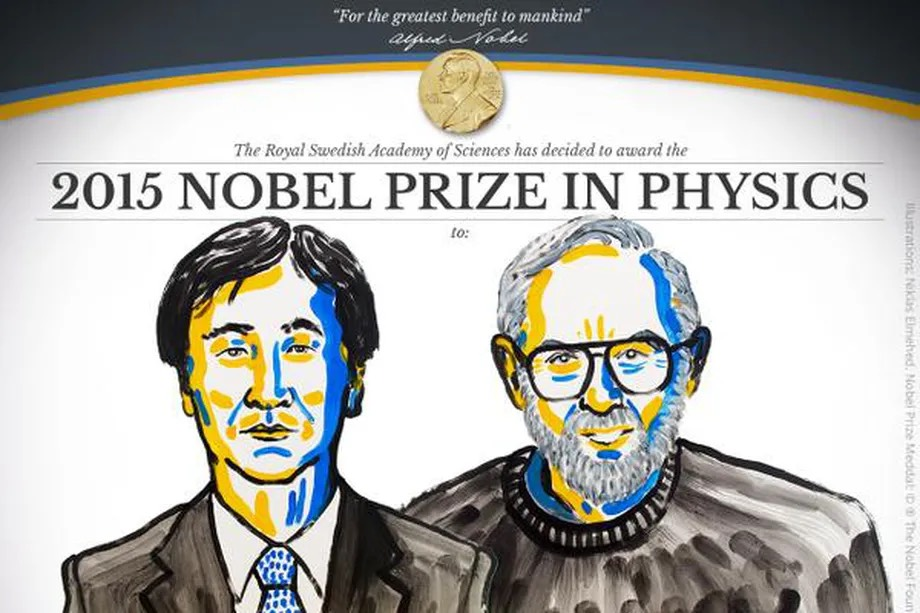 “For the greatest benefit to mankind”
Alfred Nobel
The Royal Swedish Academy of Sciences has decided to award the
2015 NOBEL PRIZE IN PHYSICS
to:
Illustrations: Niklas Elmehed. Nobel Prize Medal: © The Nobel